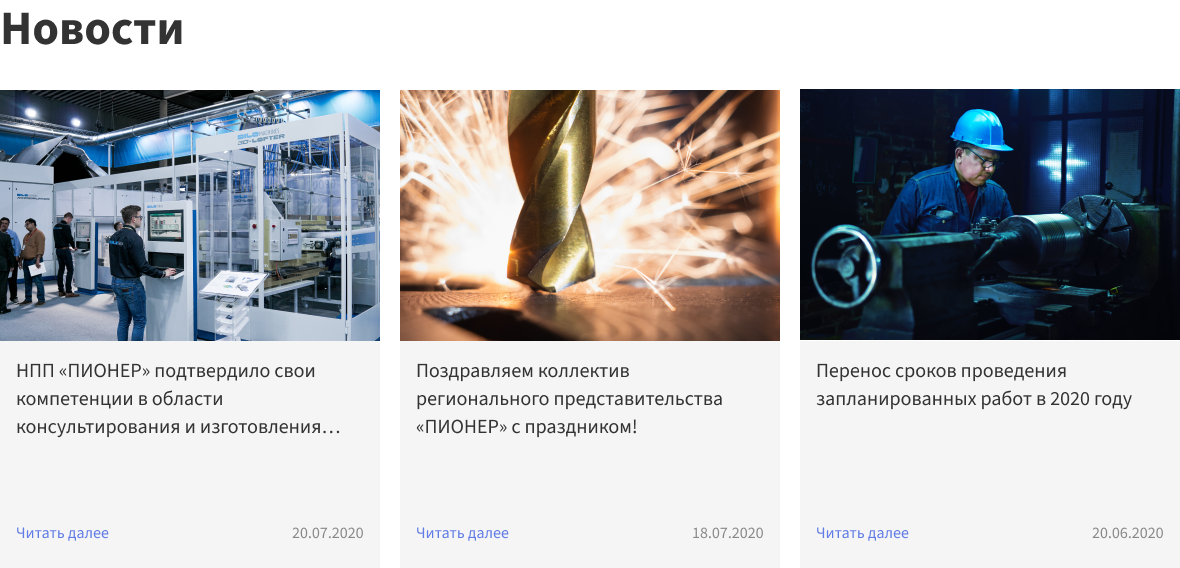 Новости
НПП «ПИОНЕР» подтвердило свои
компетенции в области
консультирования и изготовления…
Читать далее
20.07.2020
Поздравляем коллектив
регионального представительства
«ПИОНЕР» с праздником!
Читать далее
18.07.2020
Перенос сроков проведения
запланированных работ в 2020 году
Читать далее
20.06.2020